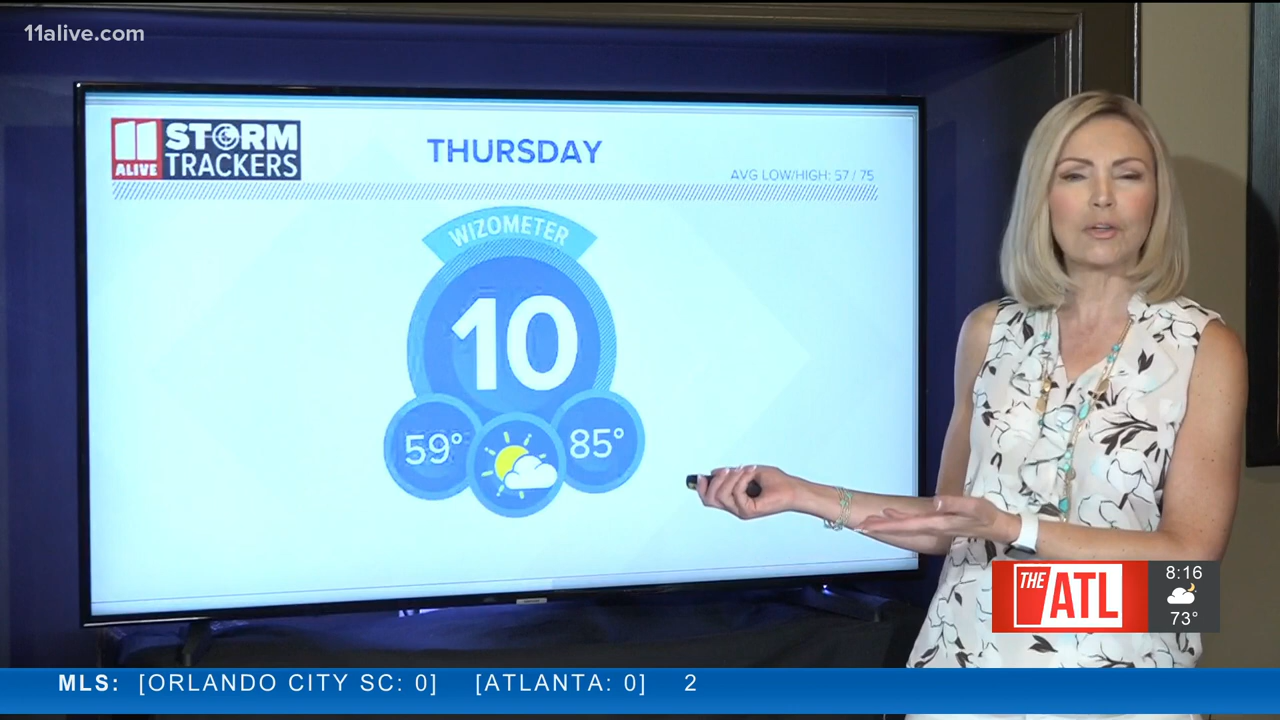 11alive.com
11 ALIVE
STORM
TRACKERS
THURSDAY
AVG LOW/HIGH: 57 / 75
WIZOMETER
10
59°
85°
THE ATL
8:16
73°
MLS: [ORLANDO CITY SC: 0] [ATLANTA: 0] 2